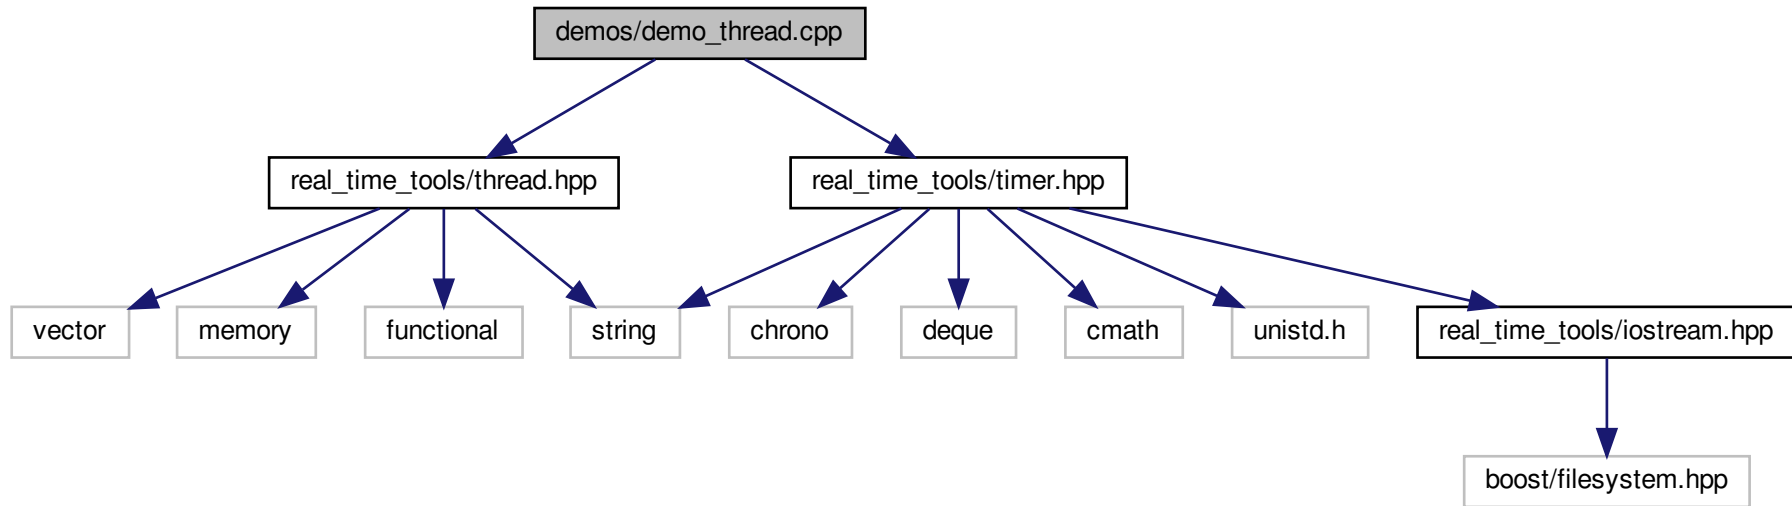 demos/demo_thread.cpp
real_time_tools/thread.hpp
real_time_tools/timer.hpp
vector
memory
functional
string
chrono
deque
cmath
unistd.h
real_time_tools/iostream.hpp
boost/filesystem.hpp